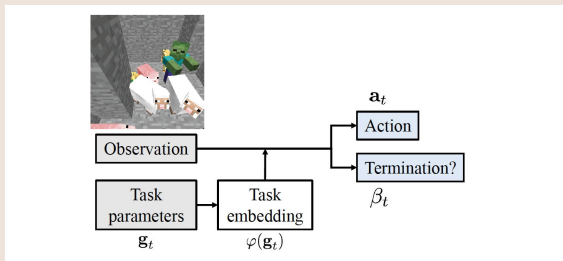 a_t
Observation
Action
Termination?
β_t
Task
parameters
g_t
Task
embedding
φ(g_t)